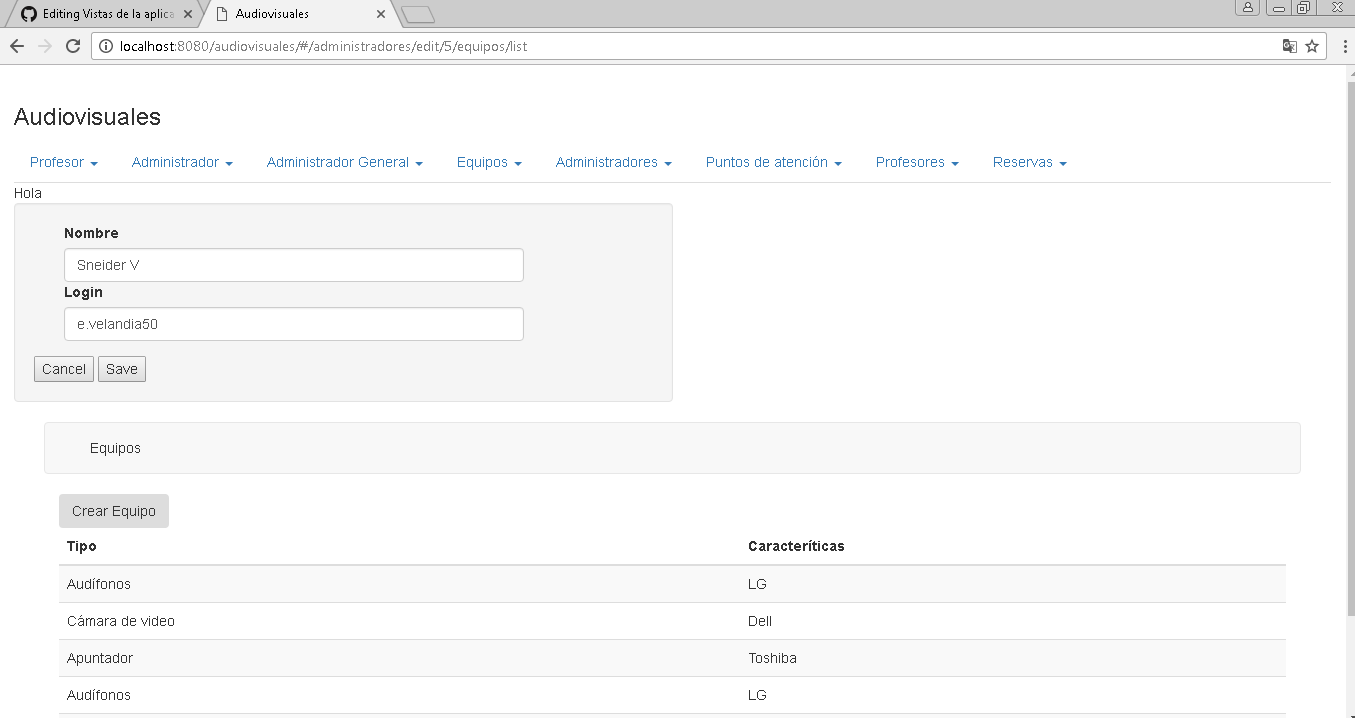 Editing Vistas de la aplica
Audiovisuales
localhost:8080/audiovisuales/#/administradores/edit/5/equipos/list
Audiovisuales
Profesor Administrador Administrador General Equipos Administradores Puntos de atención Profesores Reservas
Hola
Nombre
Sneider V
Login
e.velandia50
Cancel Save
Equipos
Crear Equipo
Tipo Caracteríticas
Audífonos LG
Cámara de video Dell
Apuntador Toshiba
Audífonos LG